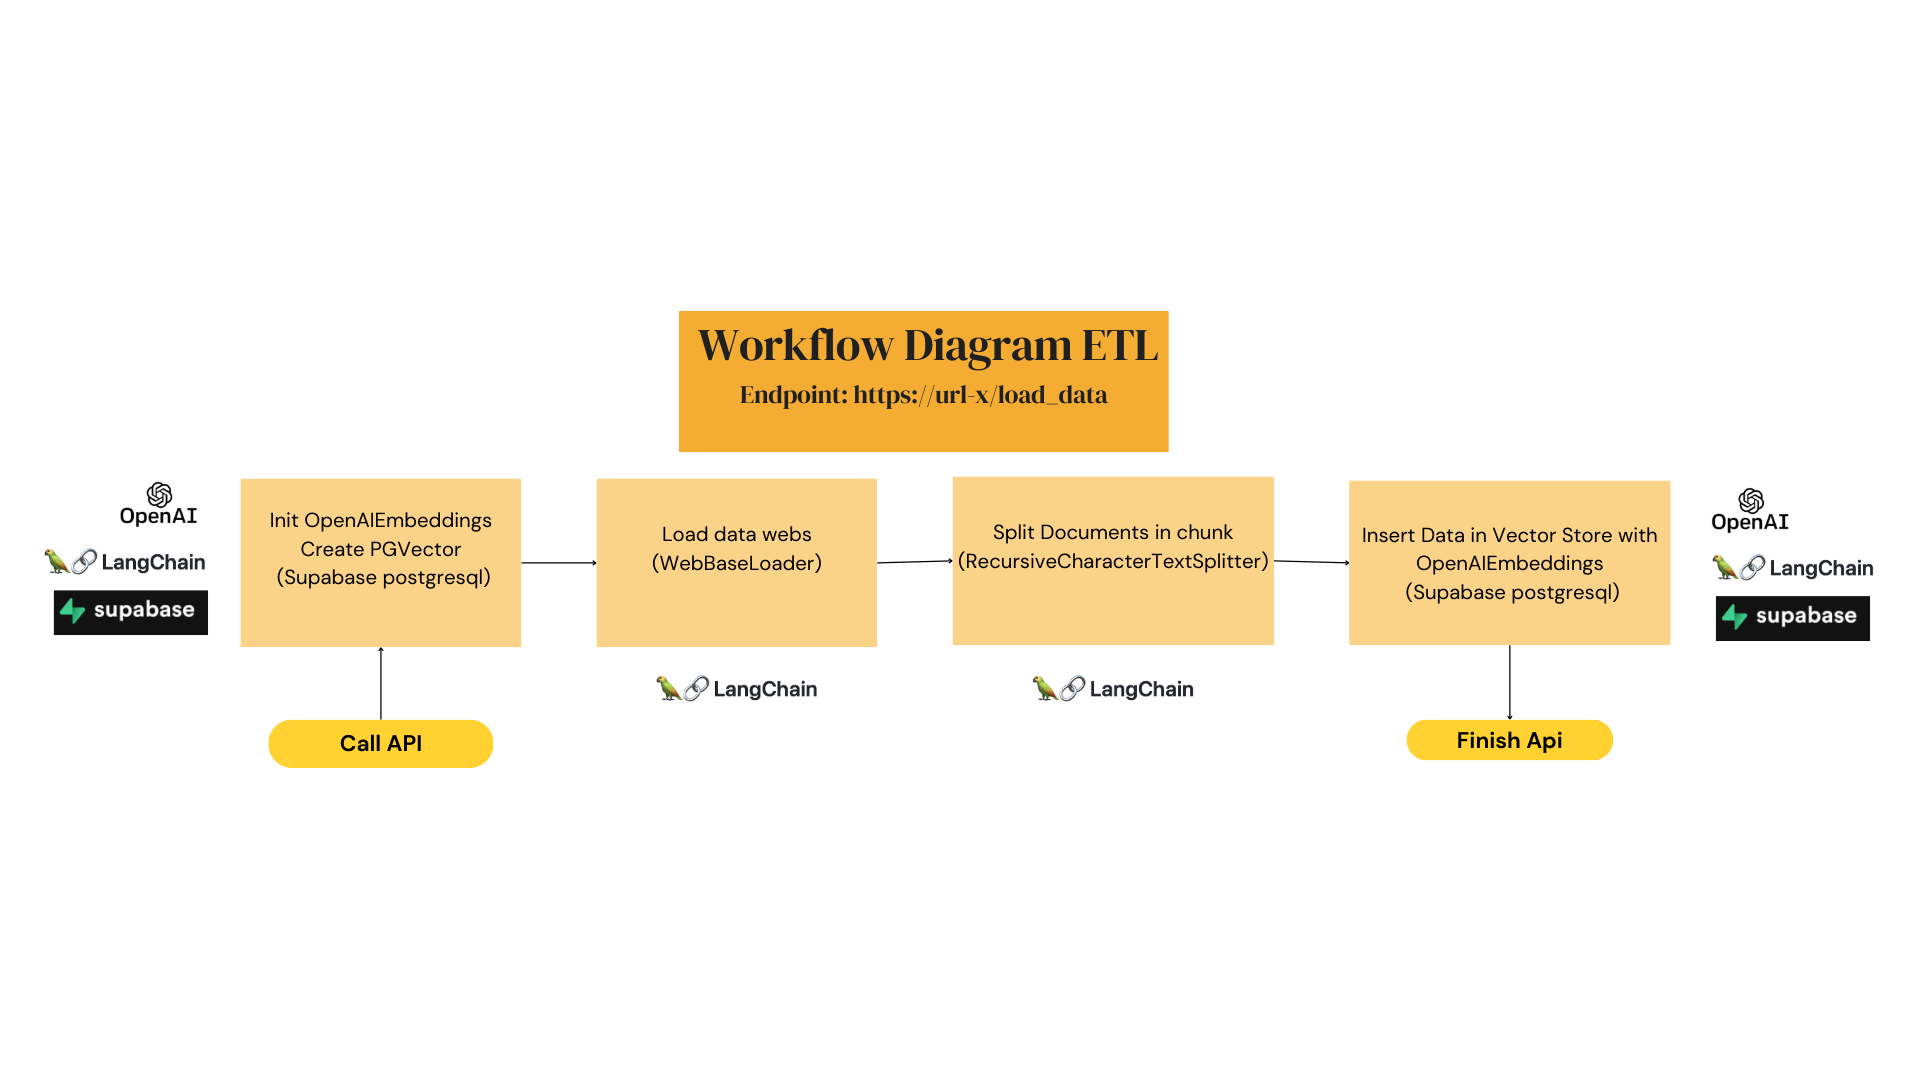 Workflow Diagram ETL
Endpoint: https://url-x/load_data
OpenAI
LangChain
supabase
Init OpenAIEmbeddings
Create PGVector
(Supabase postgresql)
Load data webs
(WebBaseLoader)
Split Documents in chunk
(RecursiveCharacterTextSplitter)
Insert Data in Vector Store with
OpenAIEmbeddings
(Supabase postgresql)
OpenAI
LangChain
supabase
LangChain
LangChain
Call API
Finish Api